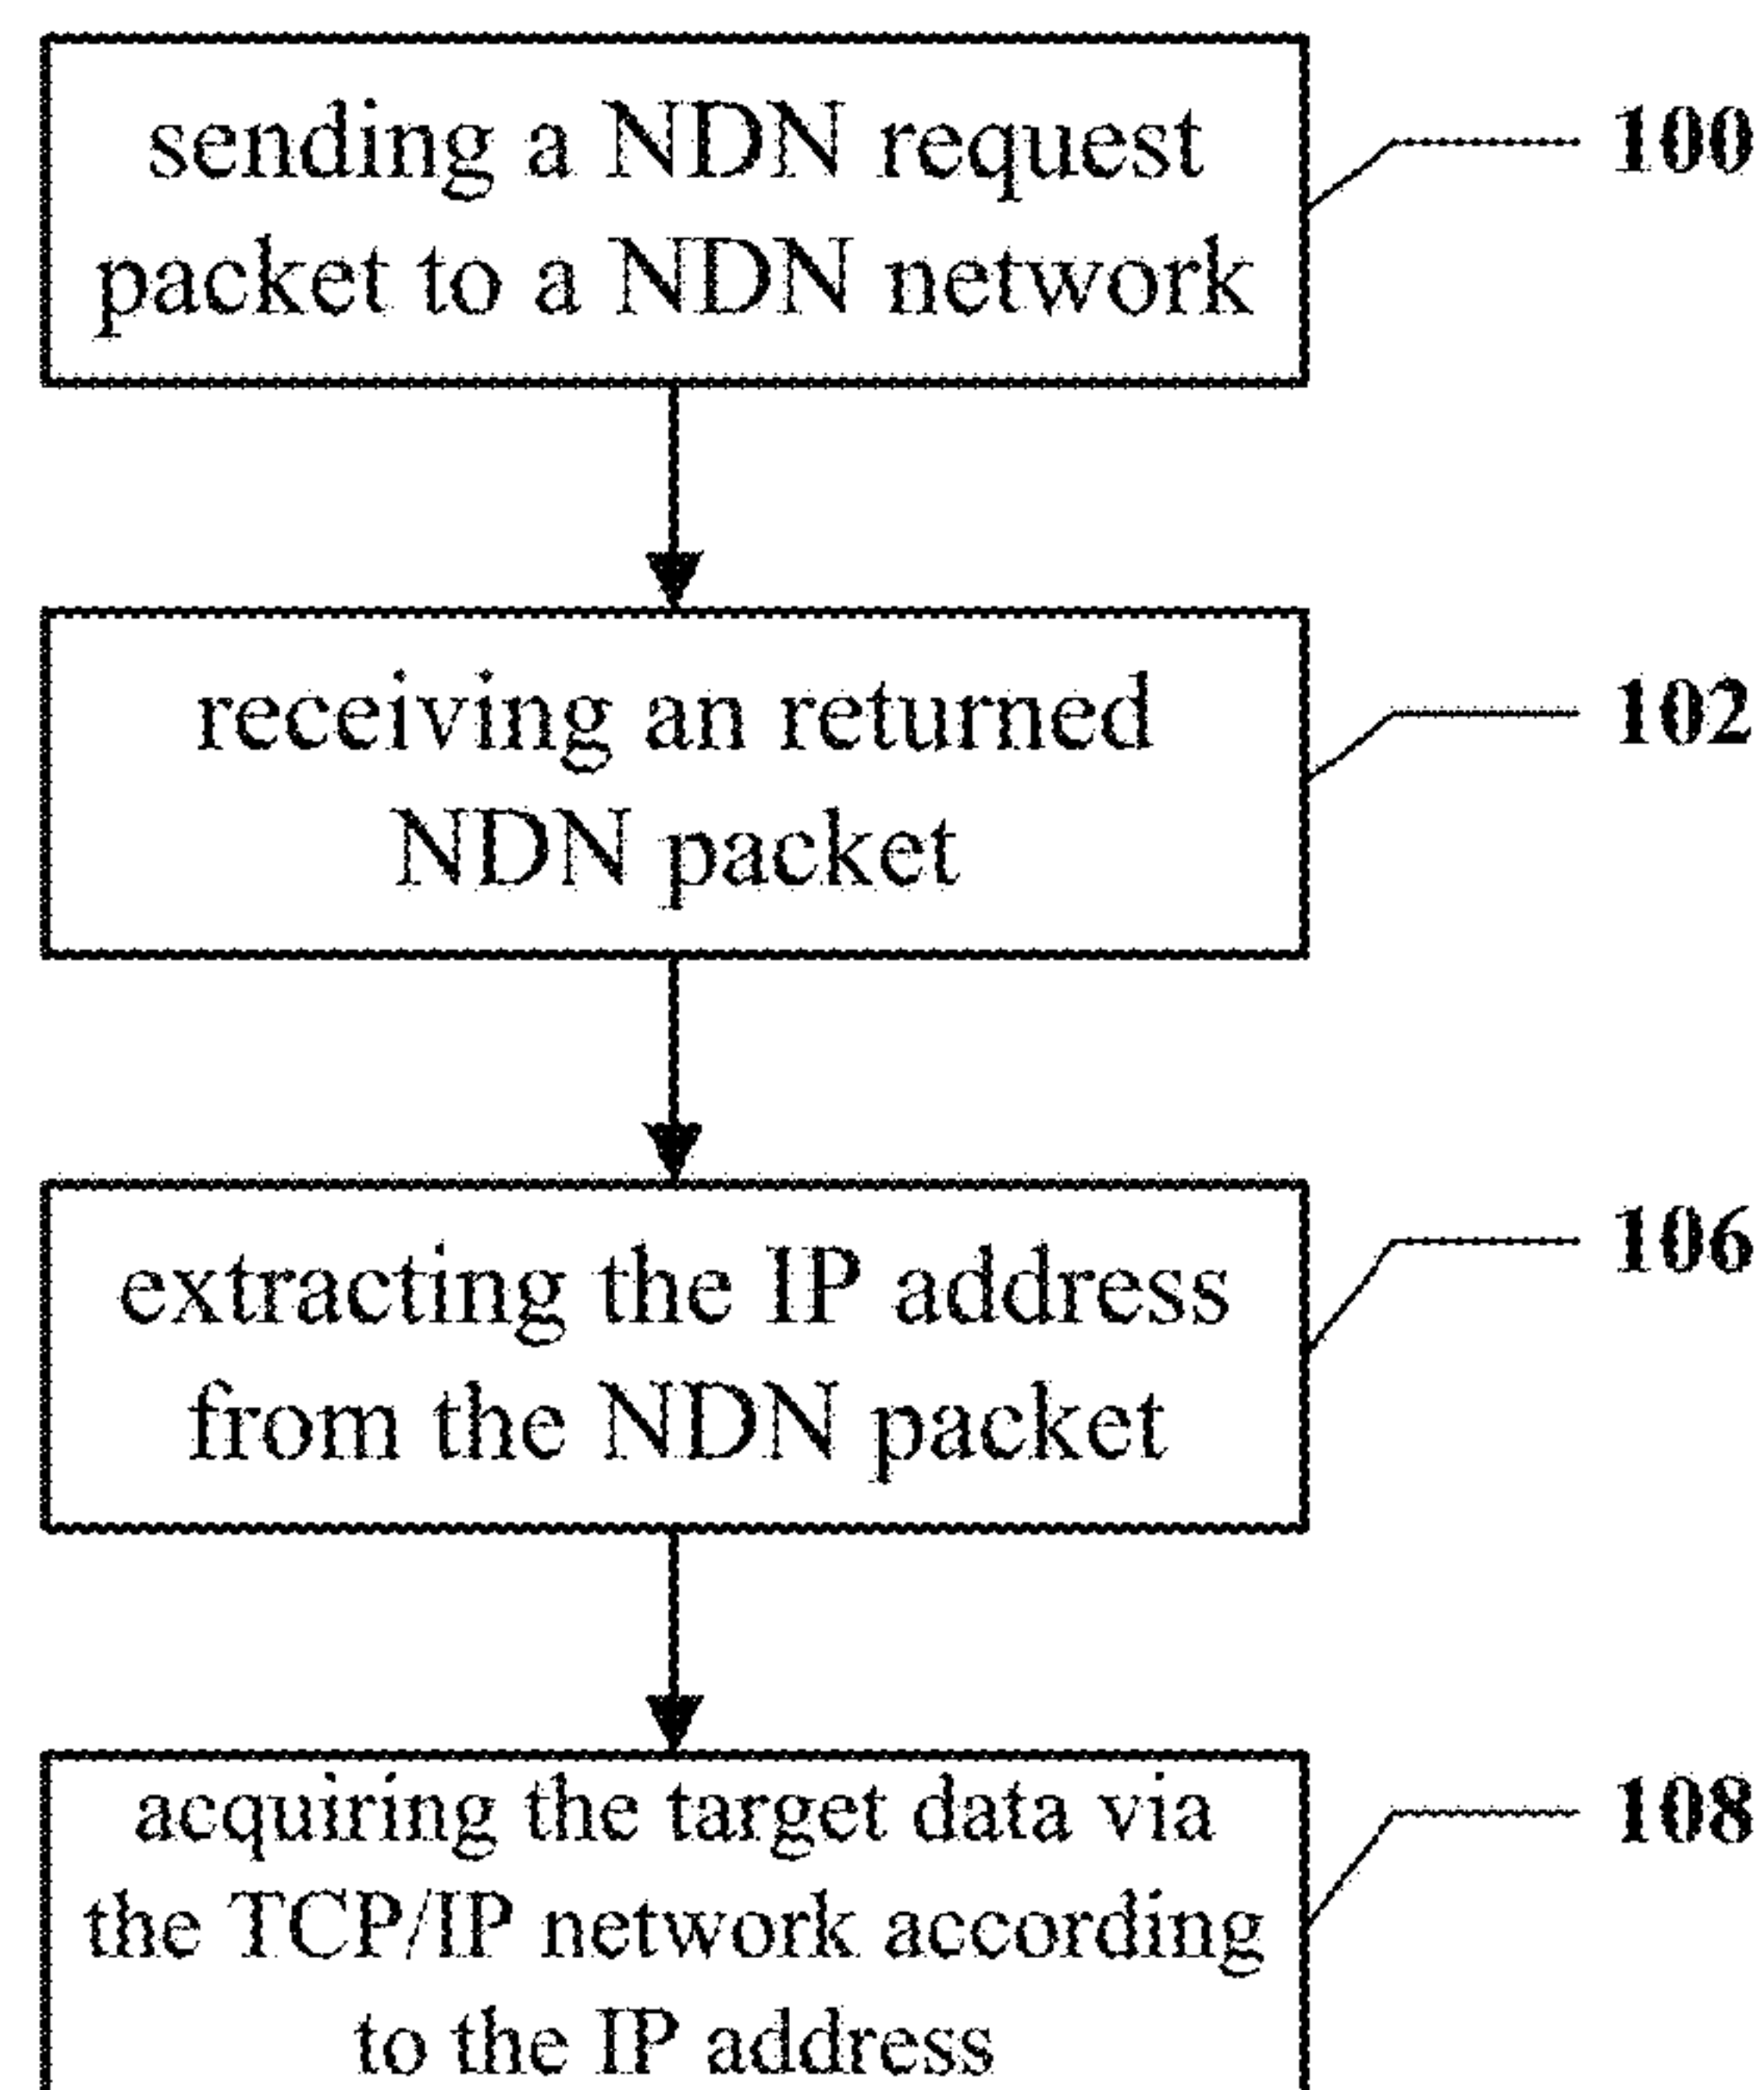 sending a NDN request
packet to a NDN network
100
receiving an returned
NDN packet
102
extracting the IP address
from the NDN packet
106
acquiring the target data via
the TCP/IP network according
to the IP address
108